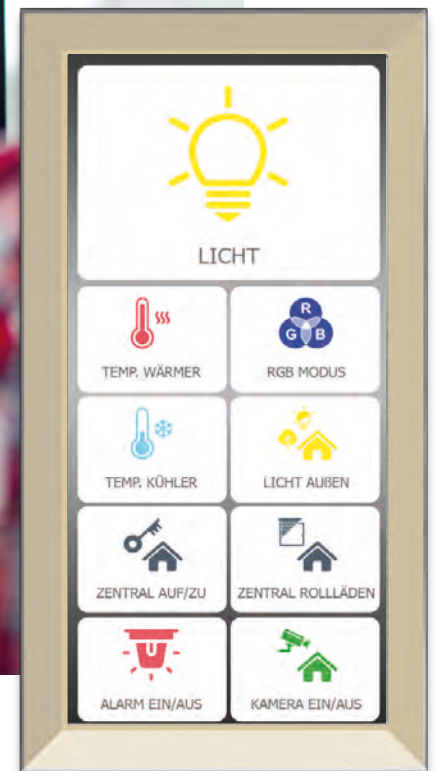 LICHT
TEMP. WÄRMER
R
G B
RGB MODUS
TEMP. KÜHLER
LICHT AUßEN
ZENTRAL AUF/ZU
ZENTRAL ROLLLÄDEN
ALARM EIN/AUS
KAMERA EIN/AUS